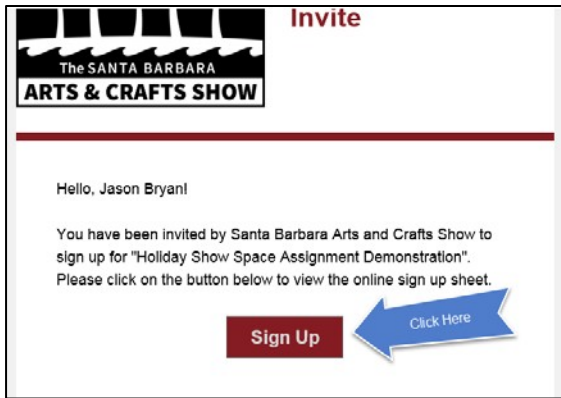 Invite
The SANTA BARBARA
ARTS & CRAFTS SHOW
Hello, Jason Bryan!
You have been invited by Santa Barbara Arts and Crafts Show to
sign up for "Holiday Show Space Assignment Demonstration".
Please click on the button below to view the online sign up sheet.
Sign Up
Click Here